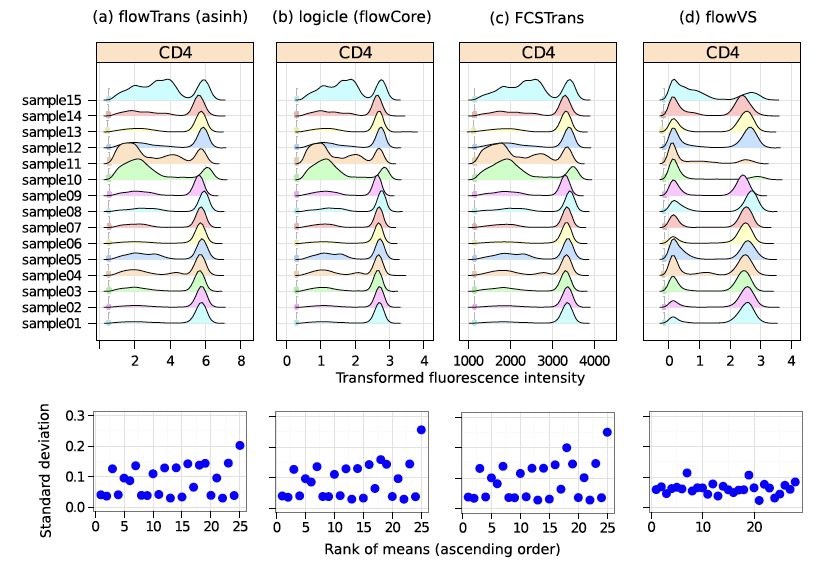 (a) flowTrans (asinh) (b) logicle (flowCore) (c) FCSTrans (d) flowVS
CD4 CD4 CD4 CD4
sample15
sample14
sample13
sample12
sample11
sample10
sample09
sample08
sample07
sample06
sample05
sample04
sample03
sample02
sample01
2 4 6 8 0 1 2 3 4 1000 2000 3000 4000 0 1 2 3 4
Transformed fluorescence intensity
Standard deviation
0.3
0.2
0.1
0.0
0 5 10 15 20 25 0 5 10 15 20 25 0 5 10 15 20 25 0 10 20
Rank of means (ascending order)